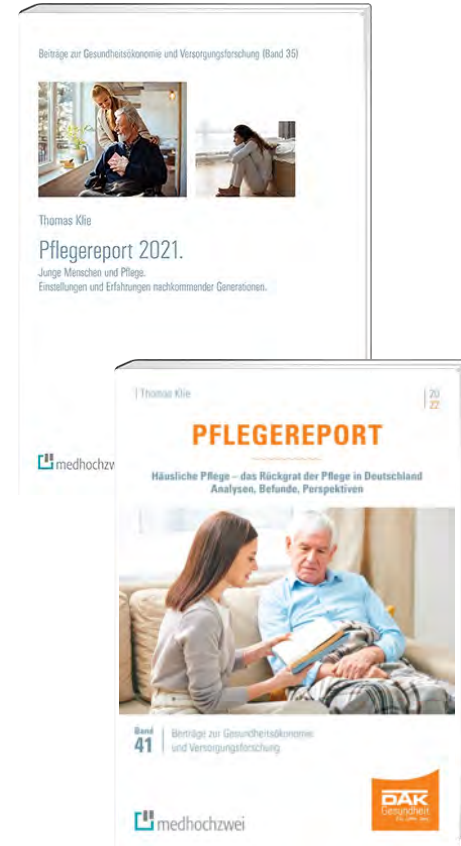 Beiträge zur Gesundheitsökonomie und Versorgungsforschung (Band 35)
Thomas Klie
Pflegereport 2021.
Junge Menschen und Pflege.
Einstellungen und Erfahrungen nachkommender Generationen.
medhochzw
Thomas Klie
20
22
PFLEGEREPORT
Häusliche Pflege – das Rückgrat der Pflege in Deutschland
Analysen, Befunde, Perspektiven
Band
41
Beiträge zur Gesundheitsökonomie
und Versorgungsforschung
DAK
Gesundheit
medhochzwei